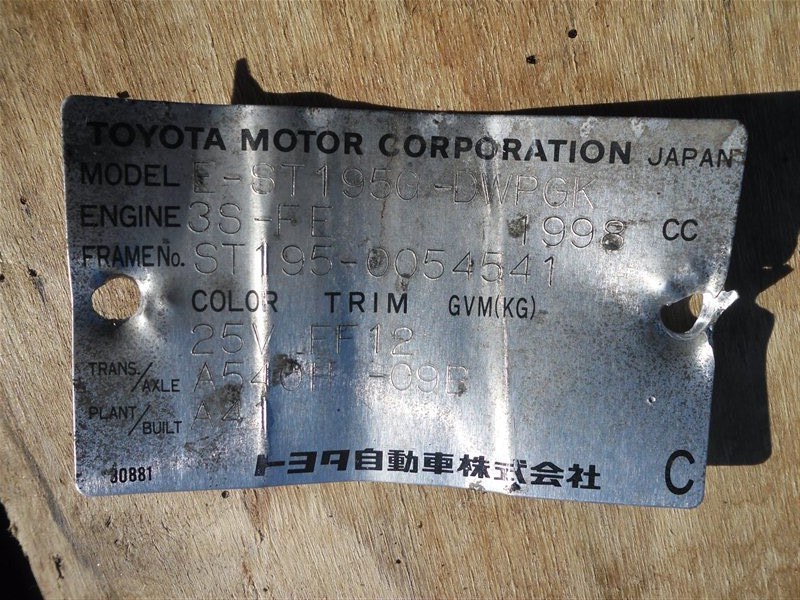 TOYOTA MOTOR CORPORATION JAPAN
MODEL E-ST195G-DWPGK
ENGINE 3S-FE 1998 CC
FRAME No. ST195-0054541
COLOR TRIM GVM(KG)
25V FF12
TRANS./AXLE A540H -09D
PLANT/BUILT A41
トヨタ自動車株式会社 C
30881